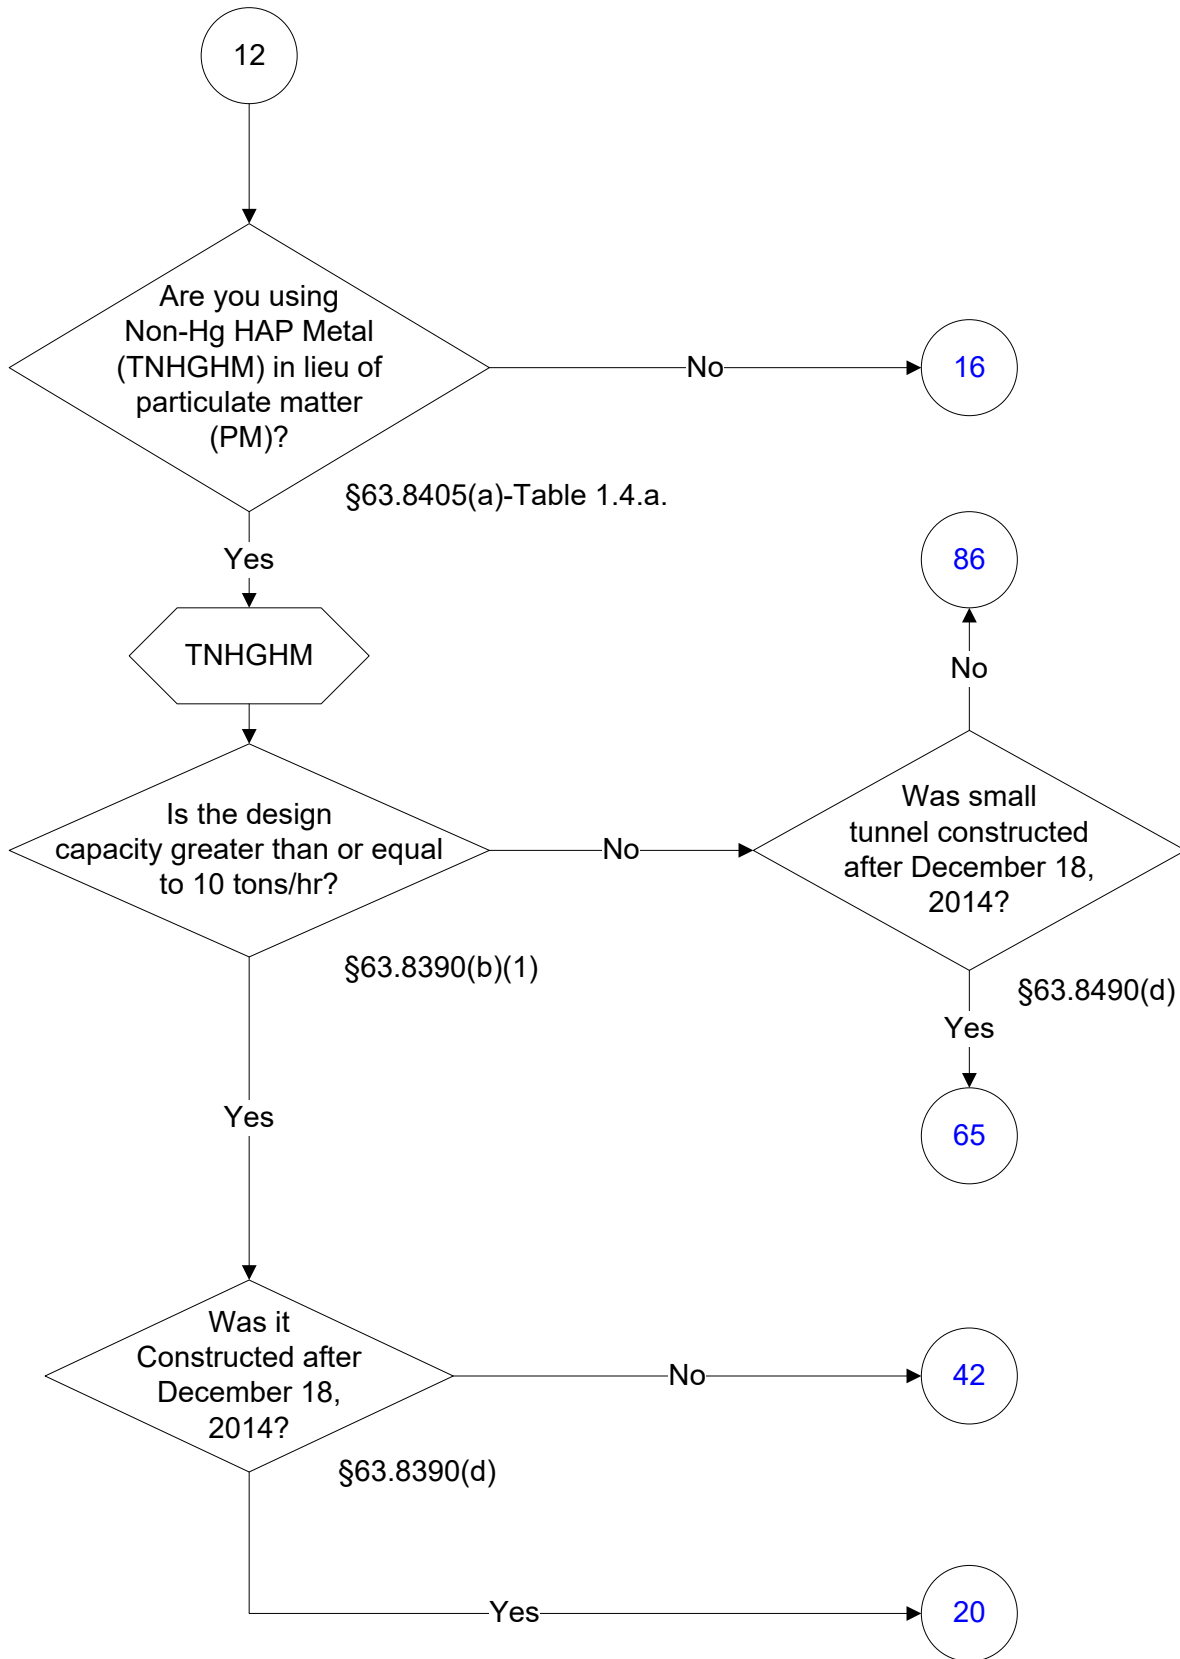 12
Are you using
Non-Hg HAP Metal
(TNHGHM) in lieu of
particulate matter
(PM)?
No
16
§63.8405(a)-Table 1.4.a.
Yes
TNHGHM
86
No
Is the design
capacity greater than or equal
to 10 tons/hr?
No
Was small
tunnel constructed
after December 18,
2014?
§63.8390(b)(1)
§63.8490(d)
Yes
65
Yes
Was it
Constructed after
December 18,
2014?
No
42
§63.8390(d)
Yes
20